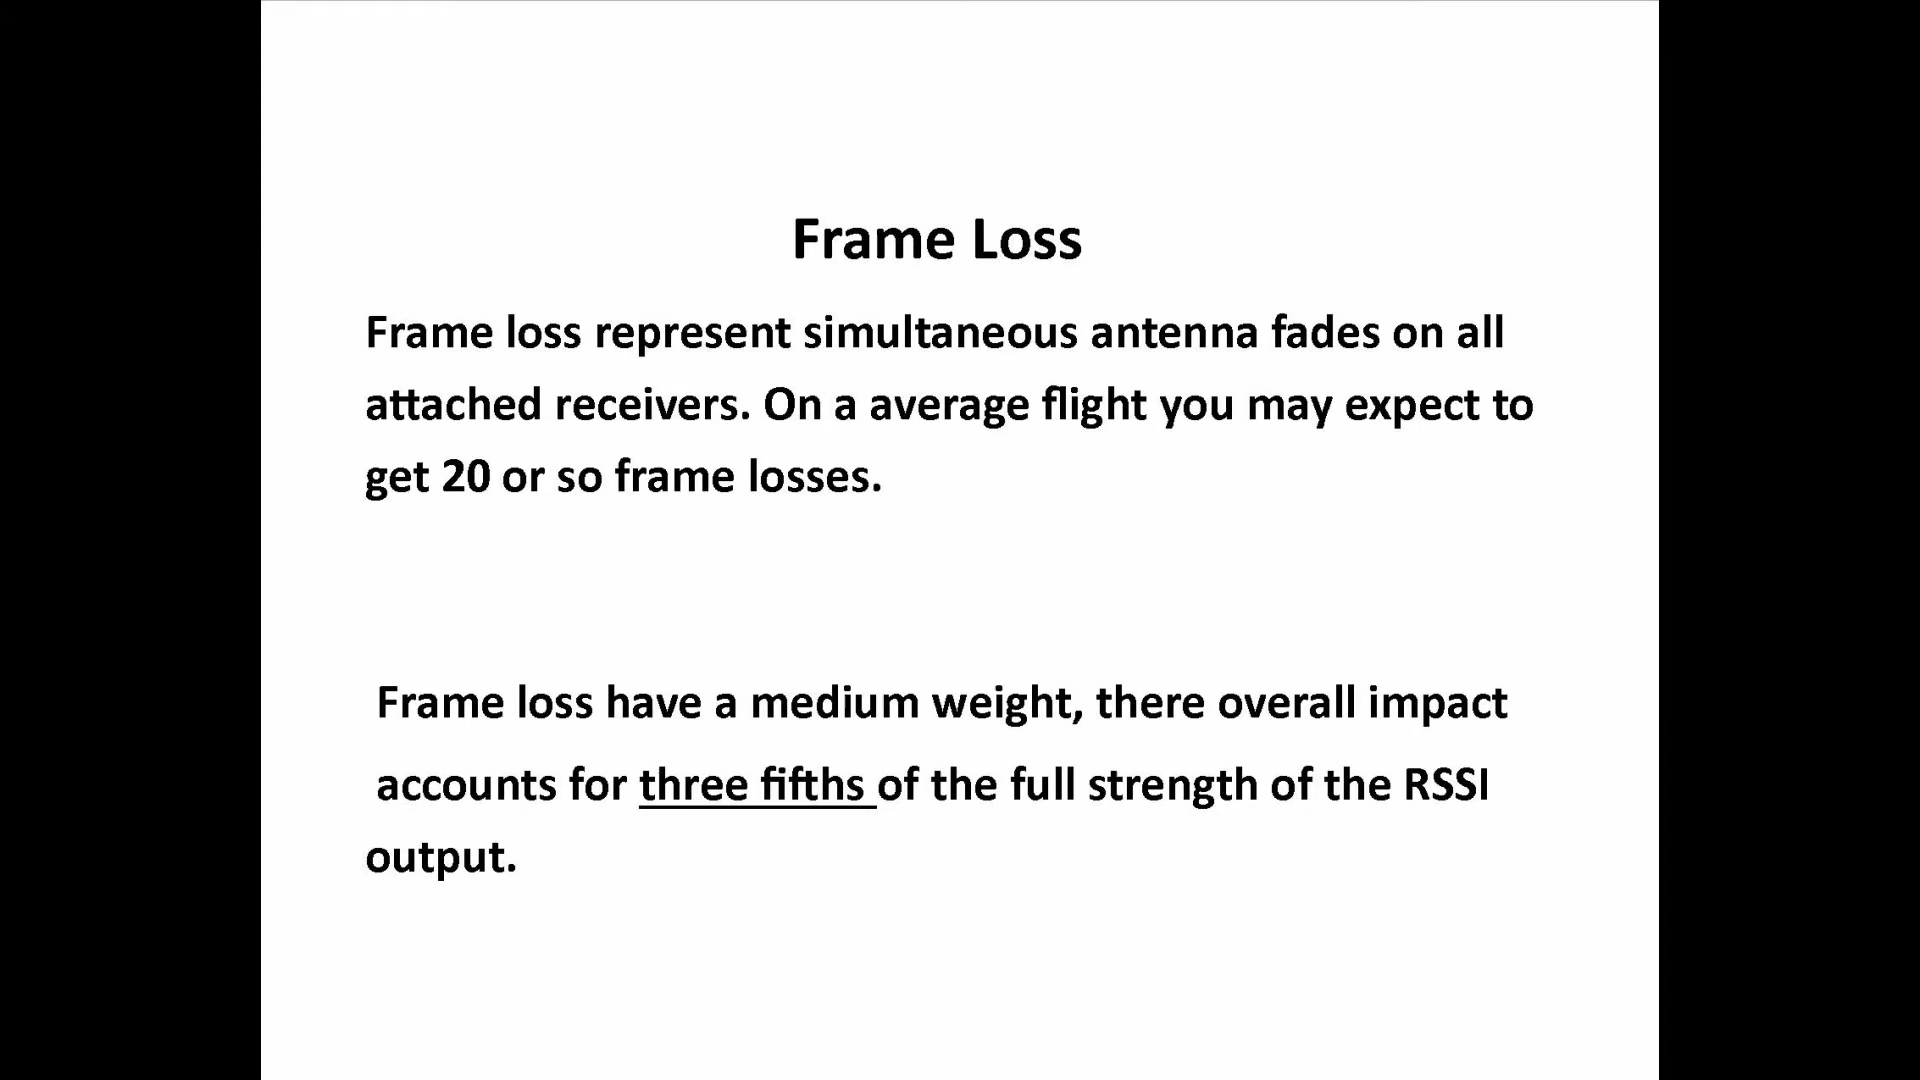 Frame Loss
Frame loss represent simultaneous antenna fades on all
attached receivers. On a average flight you may expect to
get 20 or so frame losses.
Frame loss have a medium weight, there overall impact
accounts for three fifths of the full strength of the RSSI
output.